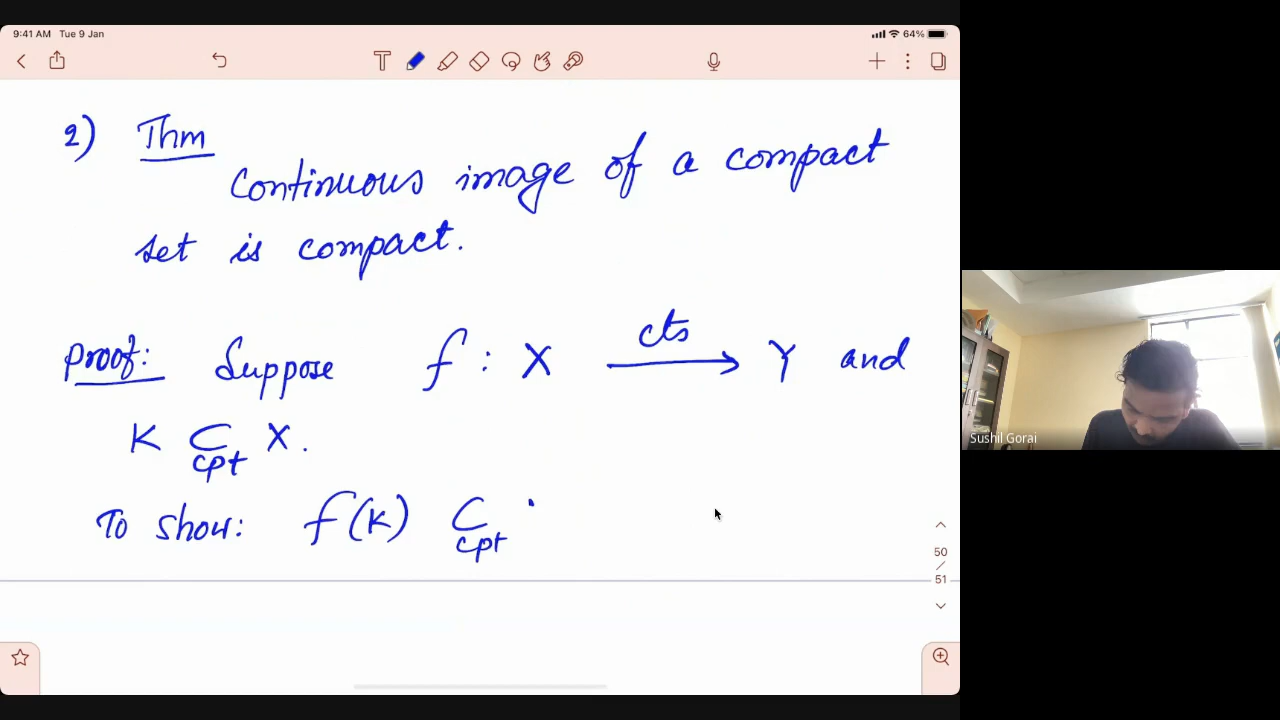 9:41 AM Tue 9 Jan
64%
2) Thm
Continuous image of a compact
set is compact.
Proof: Suppose f : X cts⟶ Y and
K ⊂cpt X.
To show: f(K) ⊂cpt
50
/
51
Sushil Gorai